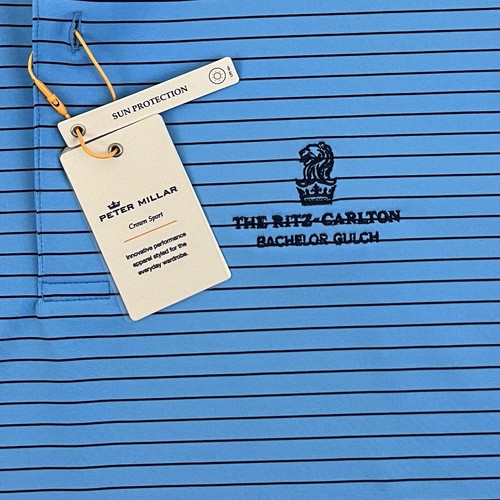 SUN PROTECTION
PETER MILLAR
Crown Sport
Innovative performance
apparel styled for the
everyday wardrobe.
THE RITZ-CARLTON
BACHELOR GULCH